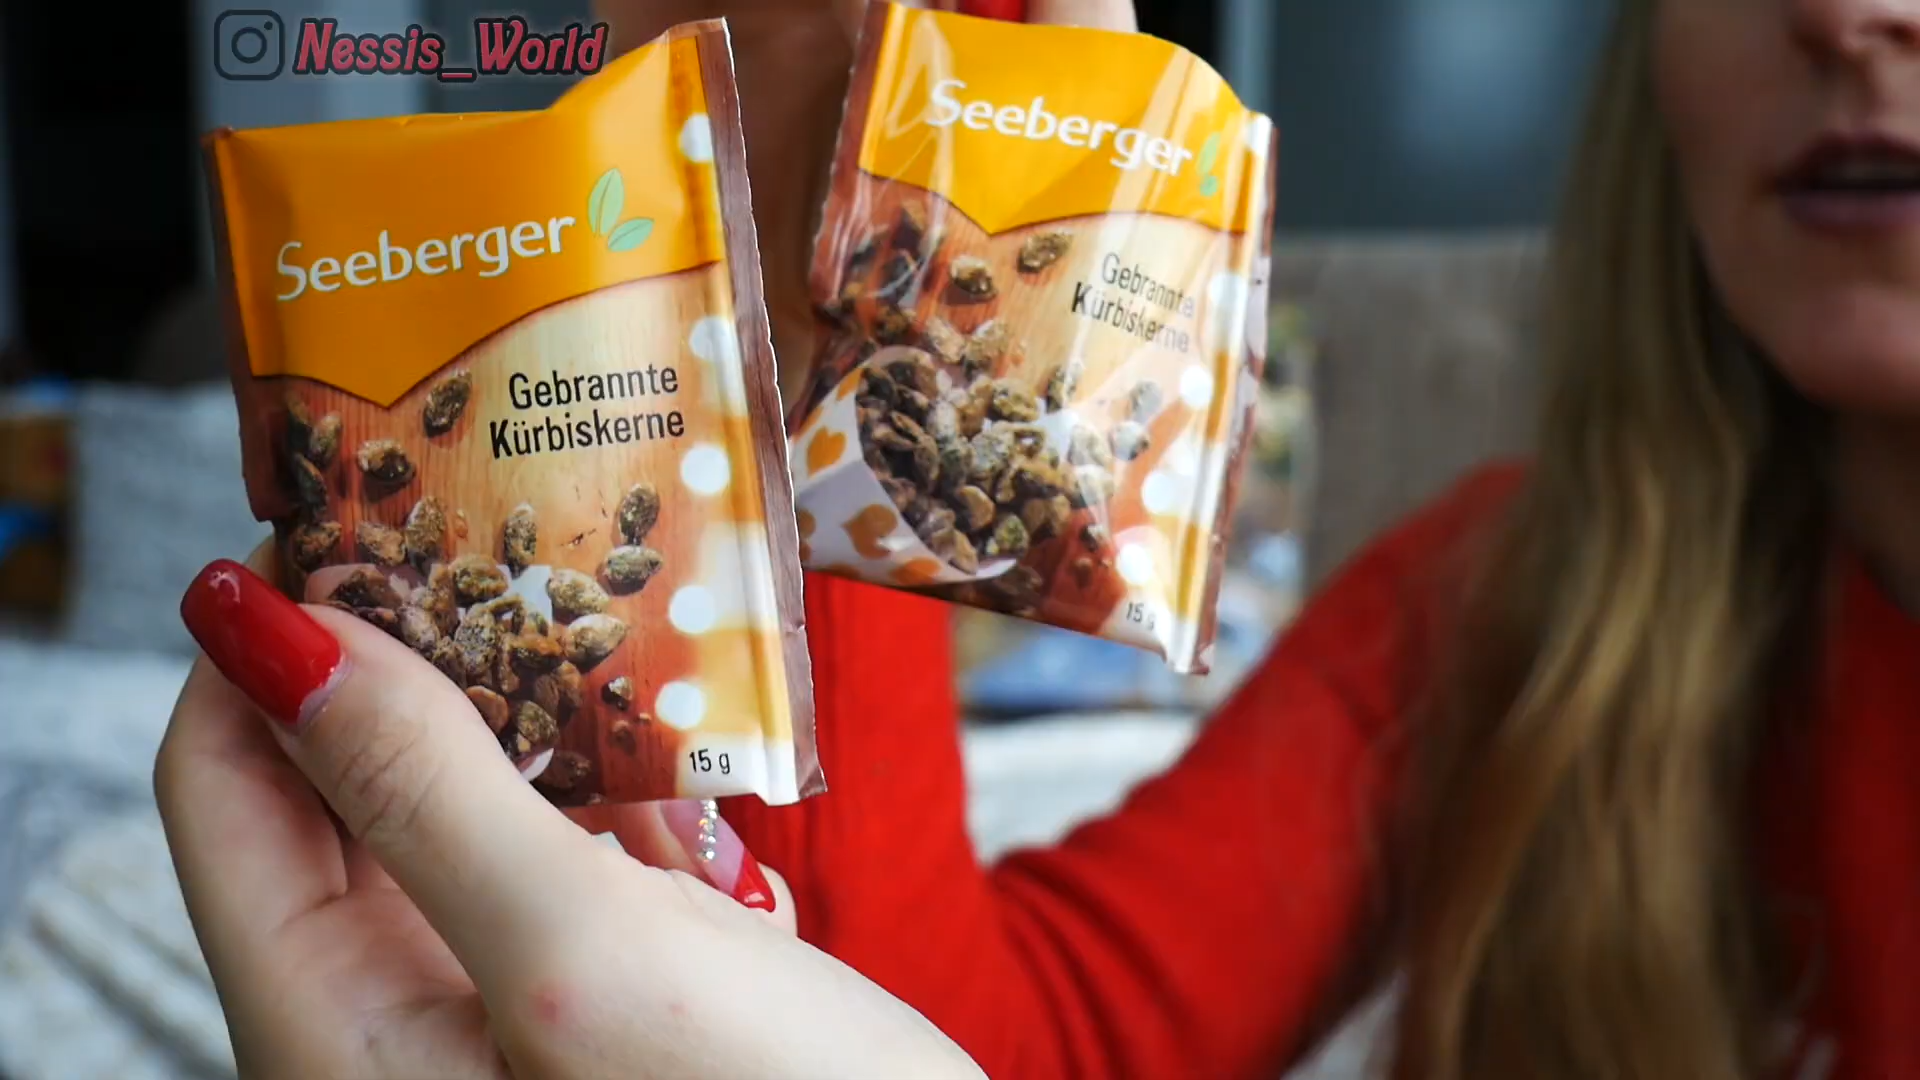 Nessis_World
Seeberger
Gebrannte
Kürbiskerne
15 g
Seeberger
Gebrannte
Kürbiskerne
15 g